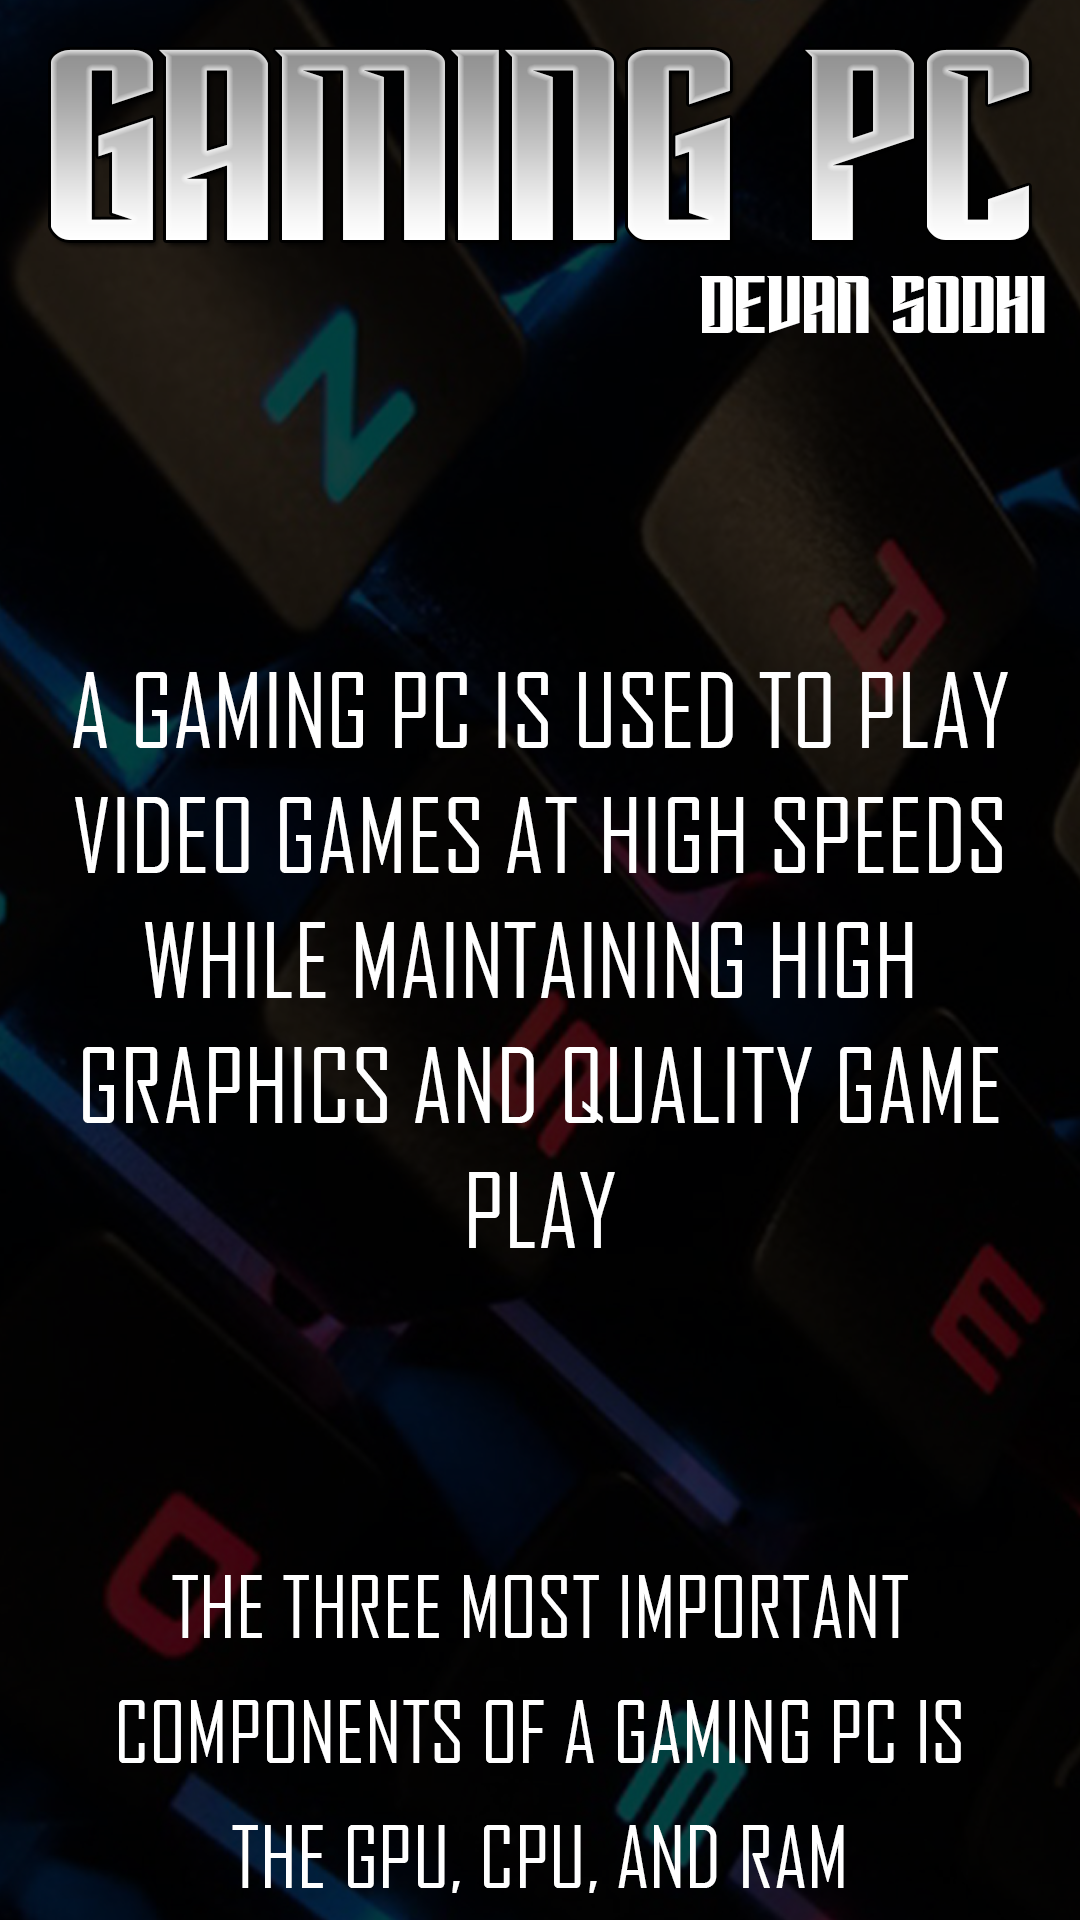 GAMING PC
DEVAN SODHI
A GAMING PC IS USED TO PLAY
VIDEO GAMES AT HIGH SPEEDS
WHILE MAINTAINING HIGH
GRAPHICS AND QUALITY GAME
PLAY
THE THREE MOST IMPORTANT
COMPONENTS OF A GAMING PC IS
THE GPU, CPU, AND RAM